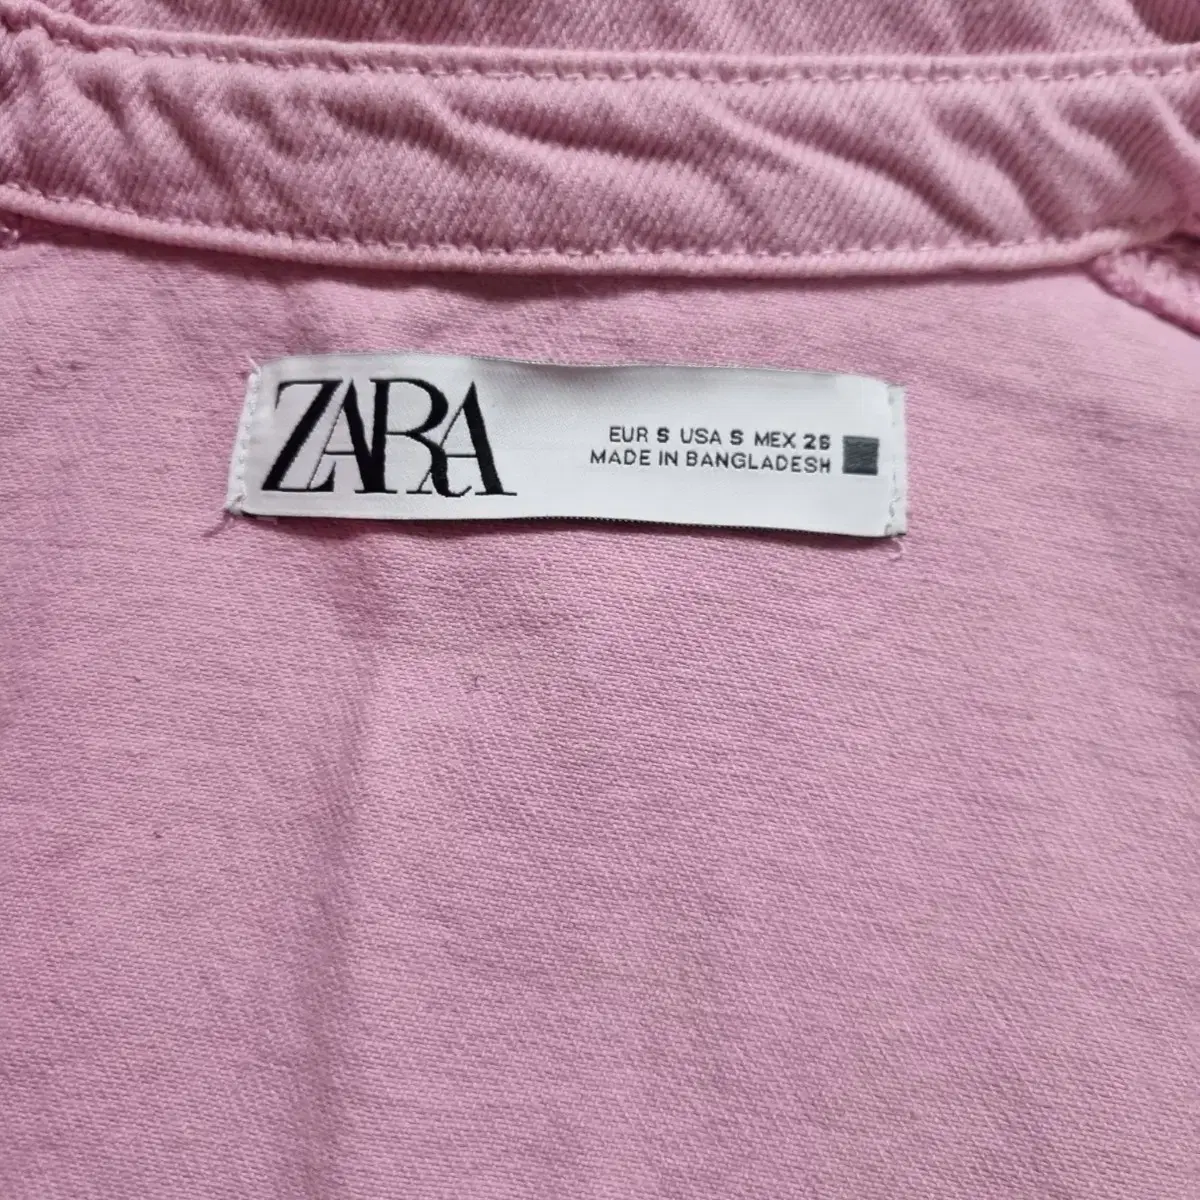 ZARA
EUR S USA S MEX 26
MADE IN BANGLADESH